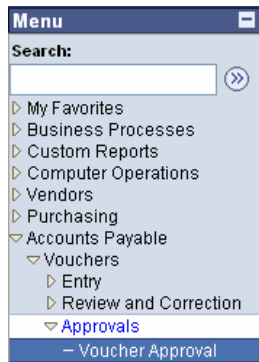 Menu
Search:
My Favorites
Business Processes
Custom Reports
Computer Operations
Vendors
Purchasing
Accounts Payable
Vouchers
Entry
Review and Correction
Approvals
– Voucher Approval